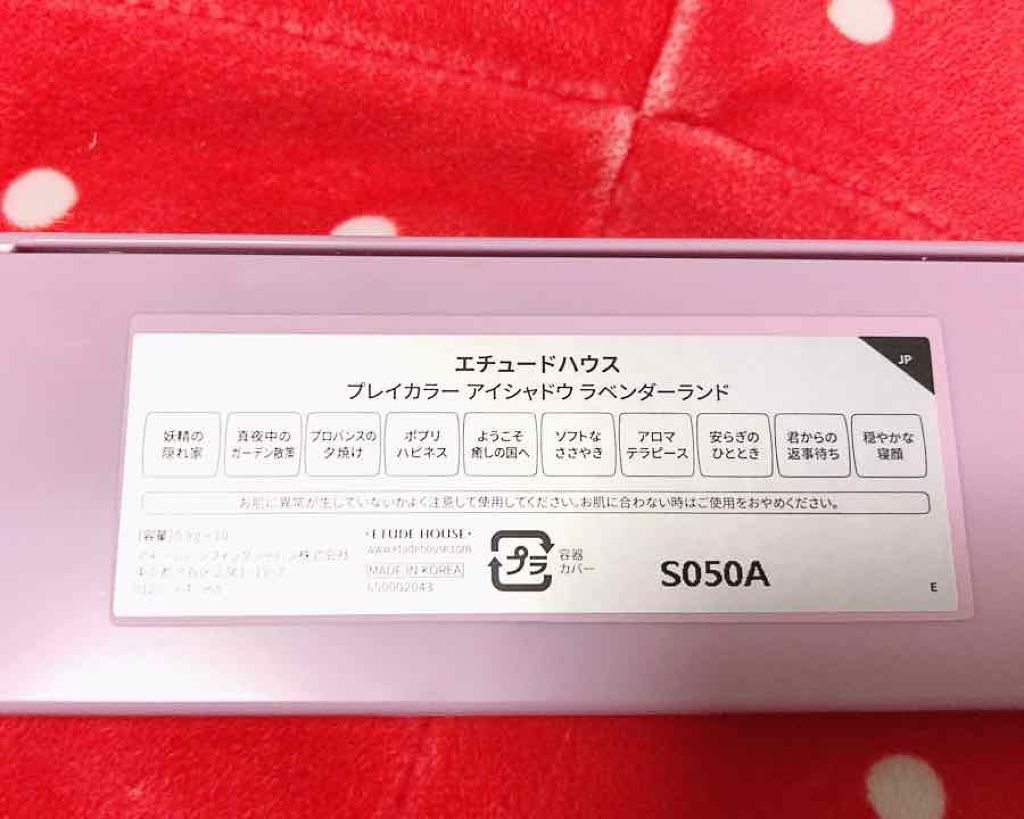 JP
エチュードハウス
プレイカラー アイシャドウ ラベンダーランド
妖精の
隠れ家
真夜中の
ガーデン散策
プロバンスの
夕焼け
ポプリ
ハピネス
ようこそ
癒しの国へ
ソフトな
ささやき
アロマ
テラピース
安らぎの
ひととき
君からの
返事待ち
穏やかな
寝顔
お肌に異常が生じていないかよく注意して使用してください。お肌に合わない時はご使用をおやめください。
[容量]
株式会社
・ETUDE HOUSE・
www.etudehouse.com
MADE IN KOREA
650002043
プラ
容器
カバー
S050A
E